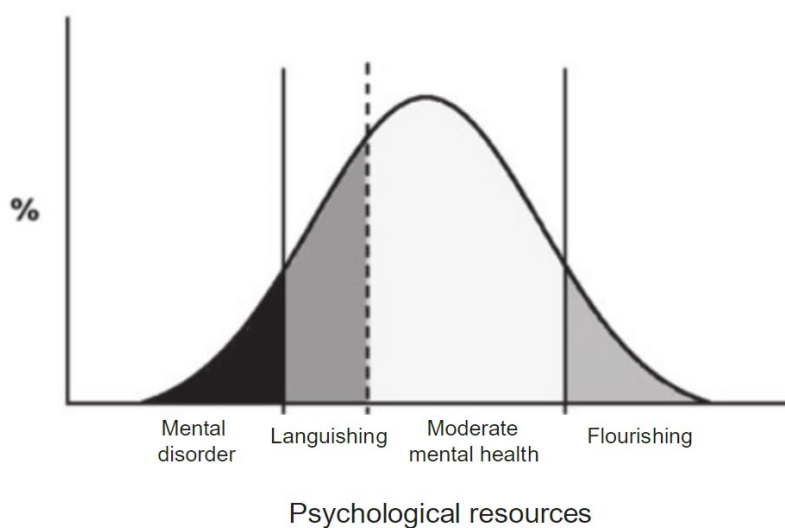 %
Mental
disorder
Languishing
Moderate
mental health
Flourishing
Psychological resources